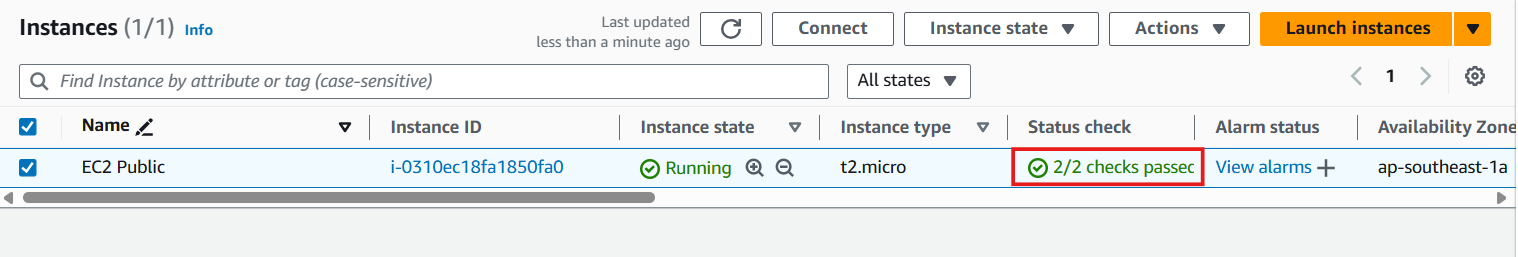 Instances (1/1) Info
Last updated
less than a minute ago
Connect
Instance state
Actions
Launch instances
Find Instance by attribute or tag (case-sensitive)
All states
1
Name Instance ID Instance state Instance type Status check Alarm status Availability Zone
EC2 Public i-0310ec18fa1850fa0 Running t2.micro 2/2 checks passec View alarms + ap-southeast-1a